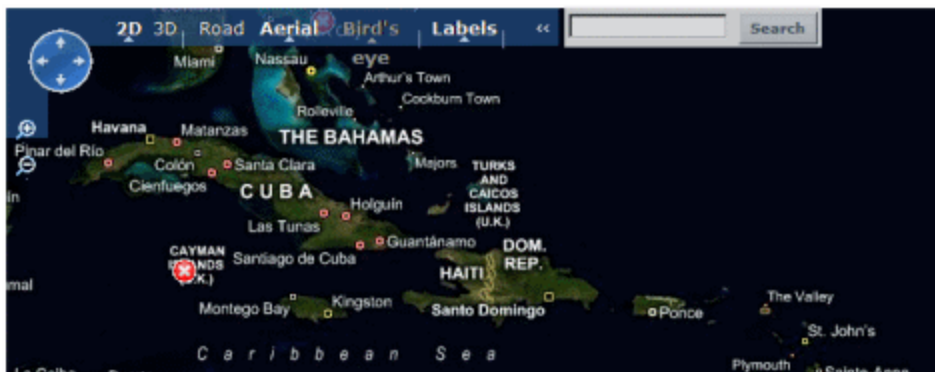 2D 3D Road Aerial Bird's eye Labels « Search
Miami
Nassau
Arthur's Town
Cockburn Town
Rolleville
Havana
Matanzas
THE BAHAMAS
Pinar del Río
Colón
Santa Clara
Majors
TURKS
AND
CAICOS
ISLANDS
(U.K.)
Cienfuegos
CUBA
Holguín
Las Tunas
Guantánamo
CAYMAN
Santiago de Cuba
DOM.
REP.
HAITI
Montego Bay
Kingston
Santo Domingo
Ponce
The Valley
St. John's
Caribbean Sea
Plymouth